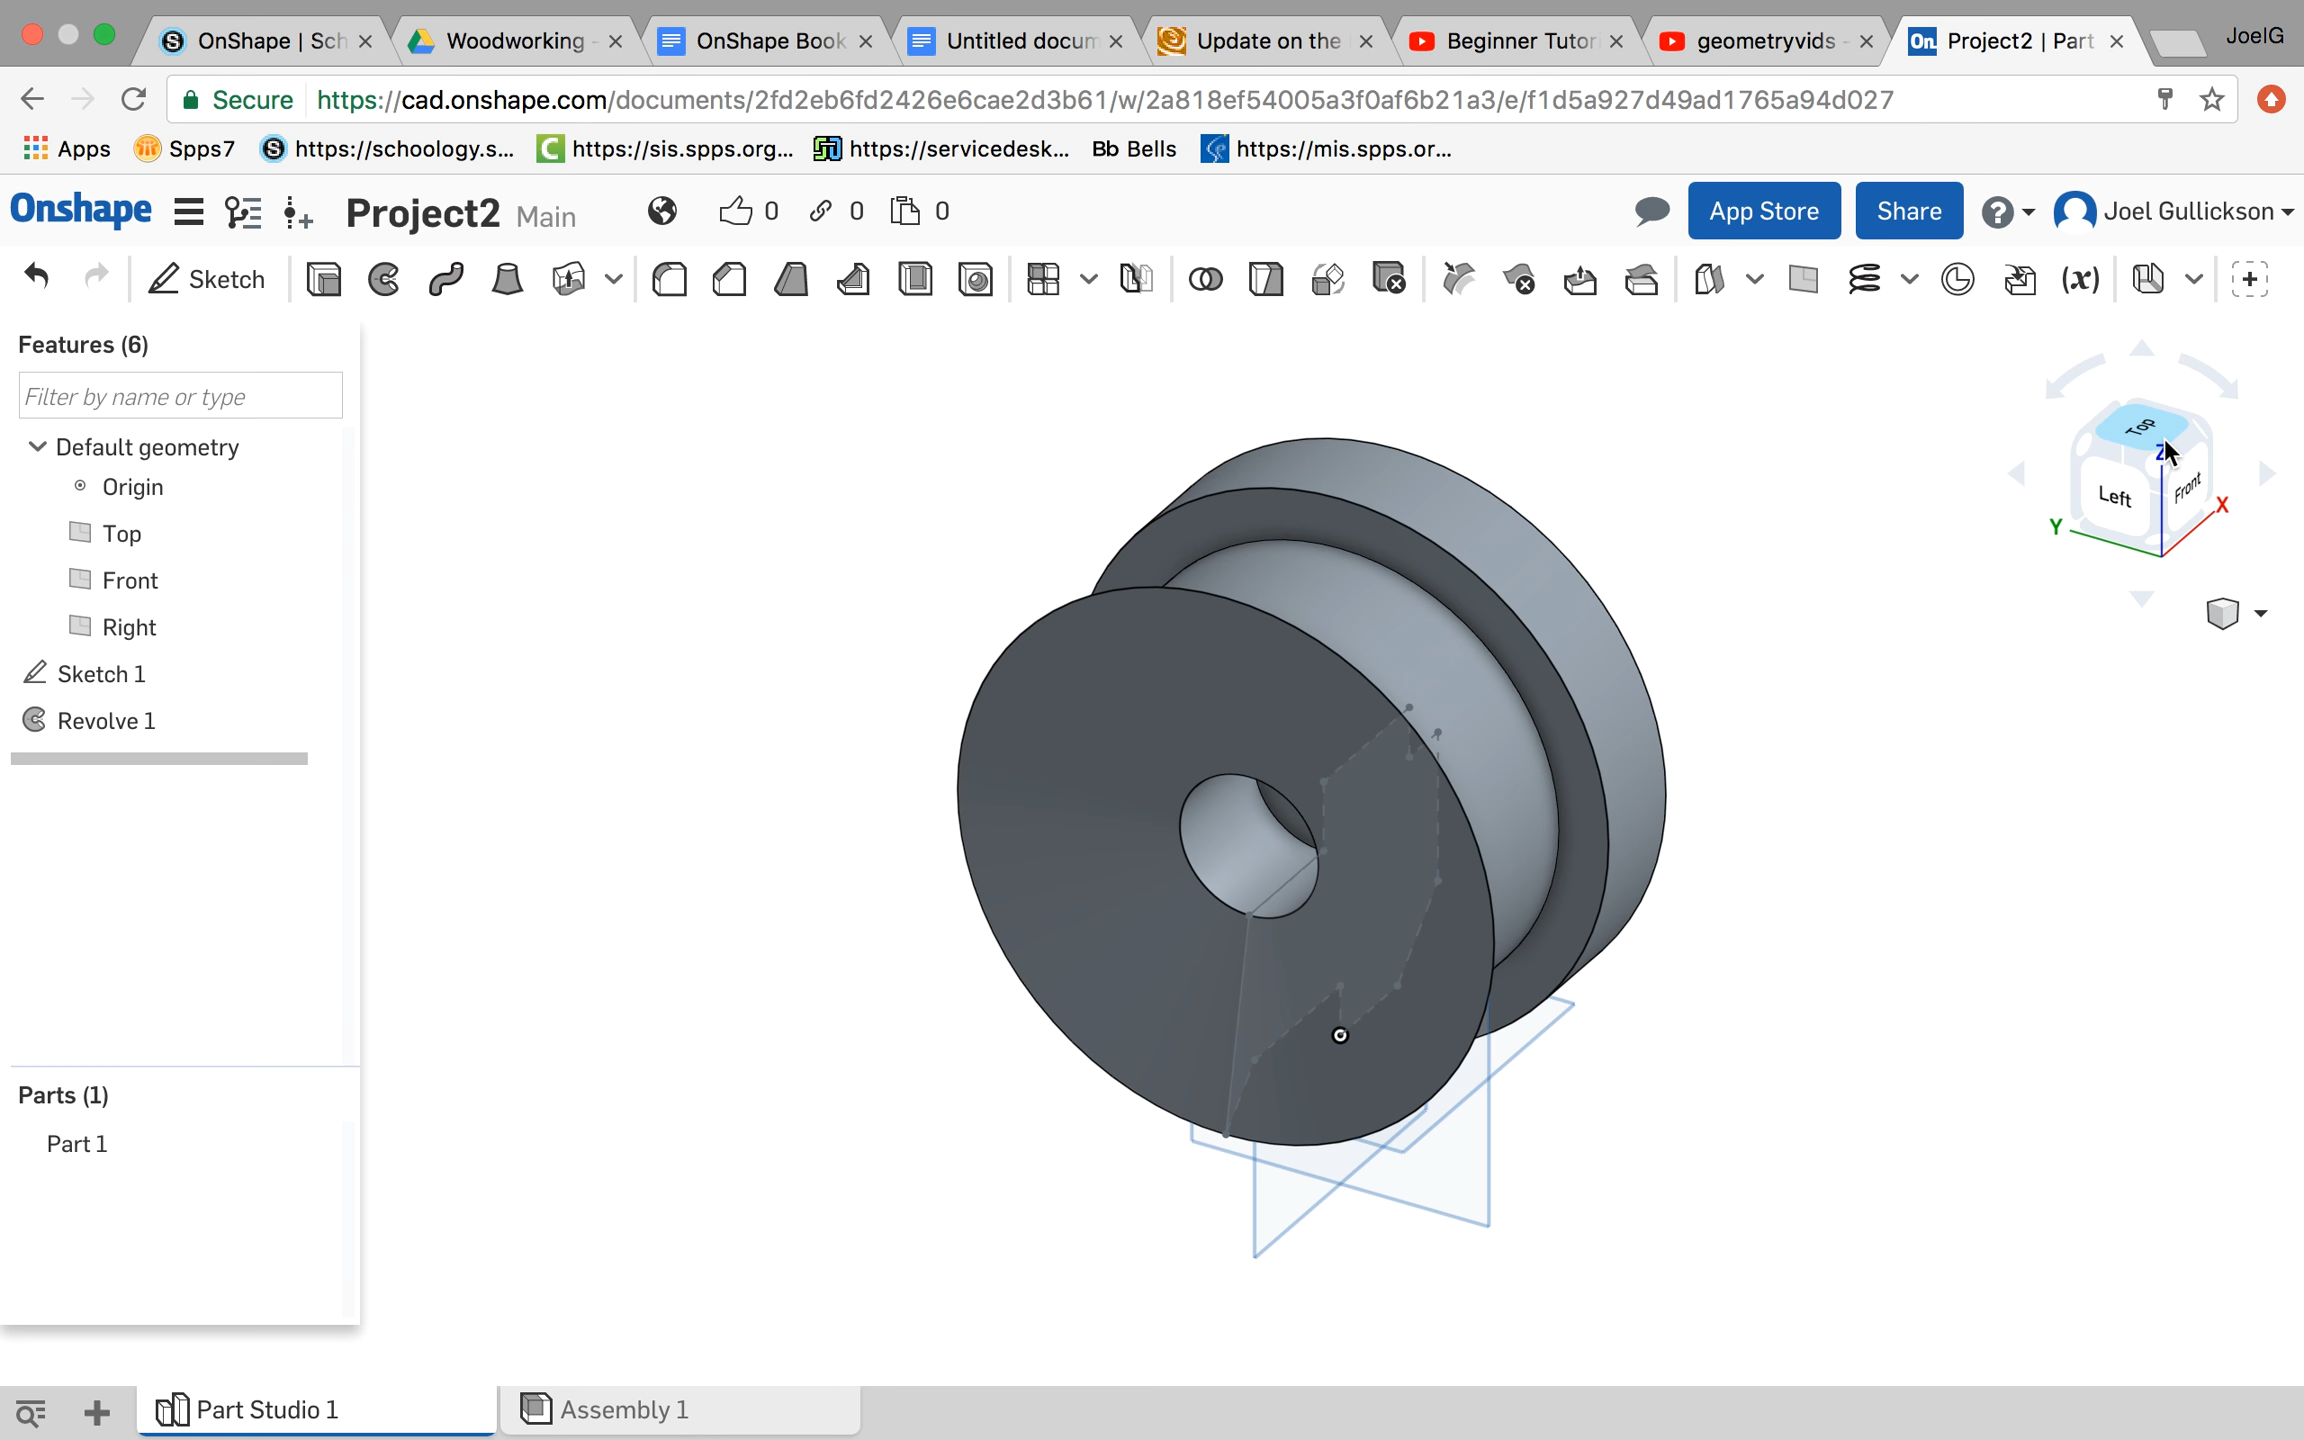 OnShape | Sch
Woodworking -
OnShape Book
Untitled docum
Update on the
Beginner Tutor
geometryvids -
On Project2 | Part
JoelG
Secure https://cad.onshape.com/documents/2fd2eb6fd2426e6cae2d3b61/w/2a818ef54005a3f0af6b21a3/e/f1d5a927d49ad1765a94d027
Apps Spps7 https://schoology.s... https://sis.spps.org... https://servicedesk... Bb Bells https://mis.spps.or...
Onshape Project2 Main 0 0 0 App Store Share ? Joel Gullickson
Sketch (x)
Features (6)
Filter by name or type
Default geometry
Origin
Top
Front
Right
Sketch 1
Revolve 1
Top
Z
Left
Front
X
Y
Parts (1)
Part 1
Part Studio 1
Assembly 1